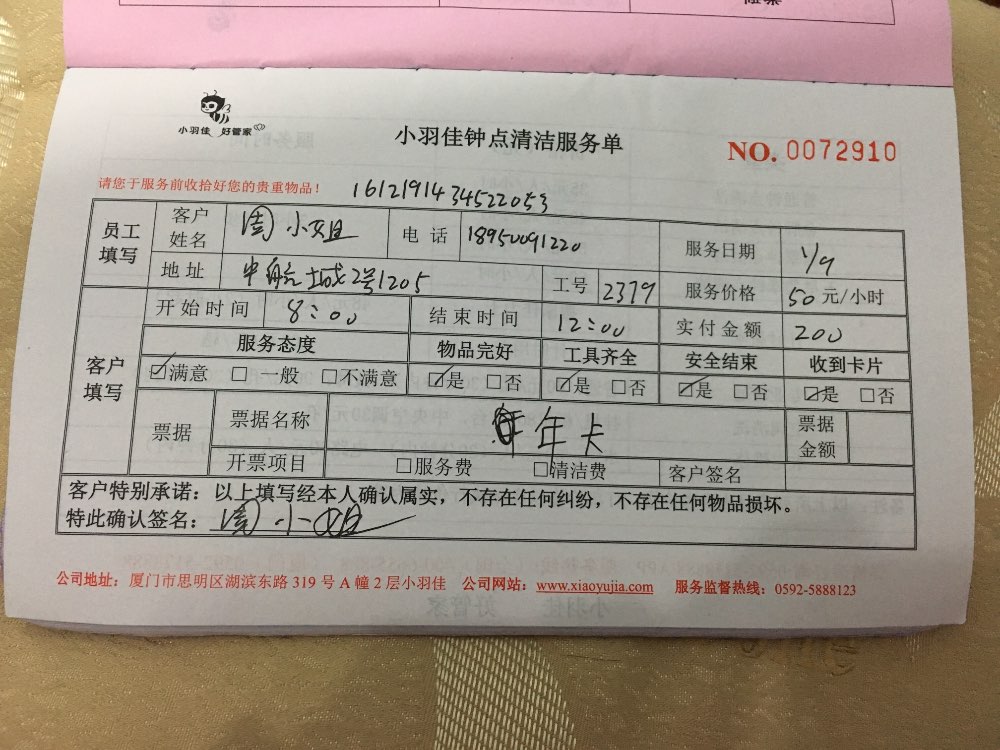 小羽佳 好管家
小羽佳钟点清洁服务单
NO. 0072910
请您于服务前收拾好您的贵重物品！
1612191434522053
员工填写 客户姓名 周小姐 电话 18950091220 服务日期 1/9
地址 中航城2号1205 工号 2379 服务价格 50 元/小时
客户填写 开始时间 8:00 结束时间 12:00 实付金额 200
服务态度 物品完好 工具齐全 安全结束 收到卡片
☑满意 □一般 □不满意 ☑是 □否 ☑是 □否 ☑是 □否 ☑是 □否
票据 票据名称 年卡 票据金额
开票项目 □服务费 □清洁费 客户签名
客户特别承诺：以上填写经本人确认属实，不存在任何纠纷，不存在任何物品损坏。
特此确认签名：周小姐
公司地址：厦门市思明区湖滨东路 319 号 A 幢 2 层小羽佳 公司网站：www.xiaoyujia.com 服务监督热线：0592-5888123